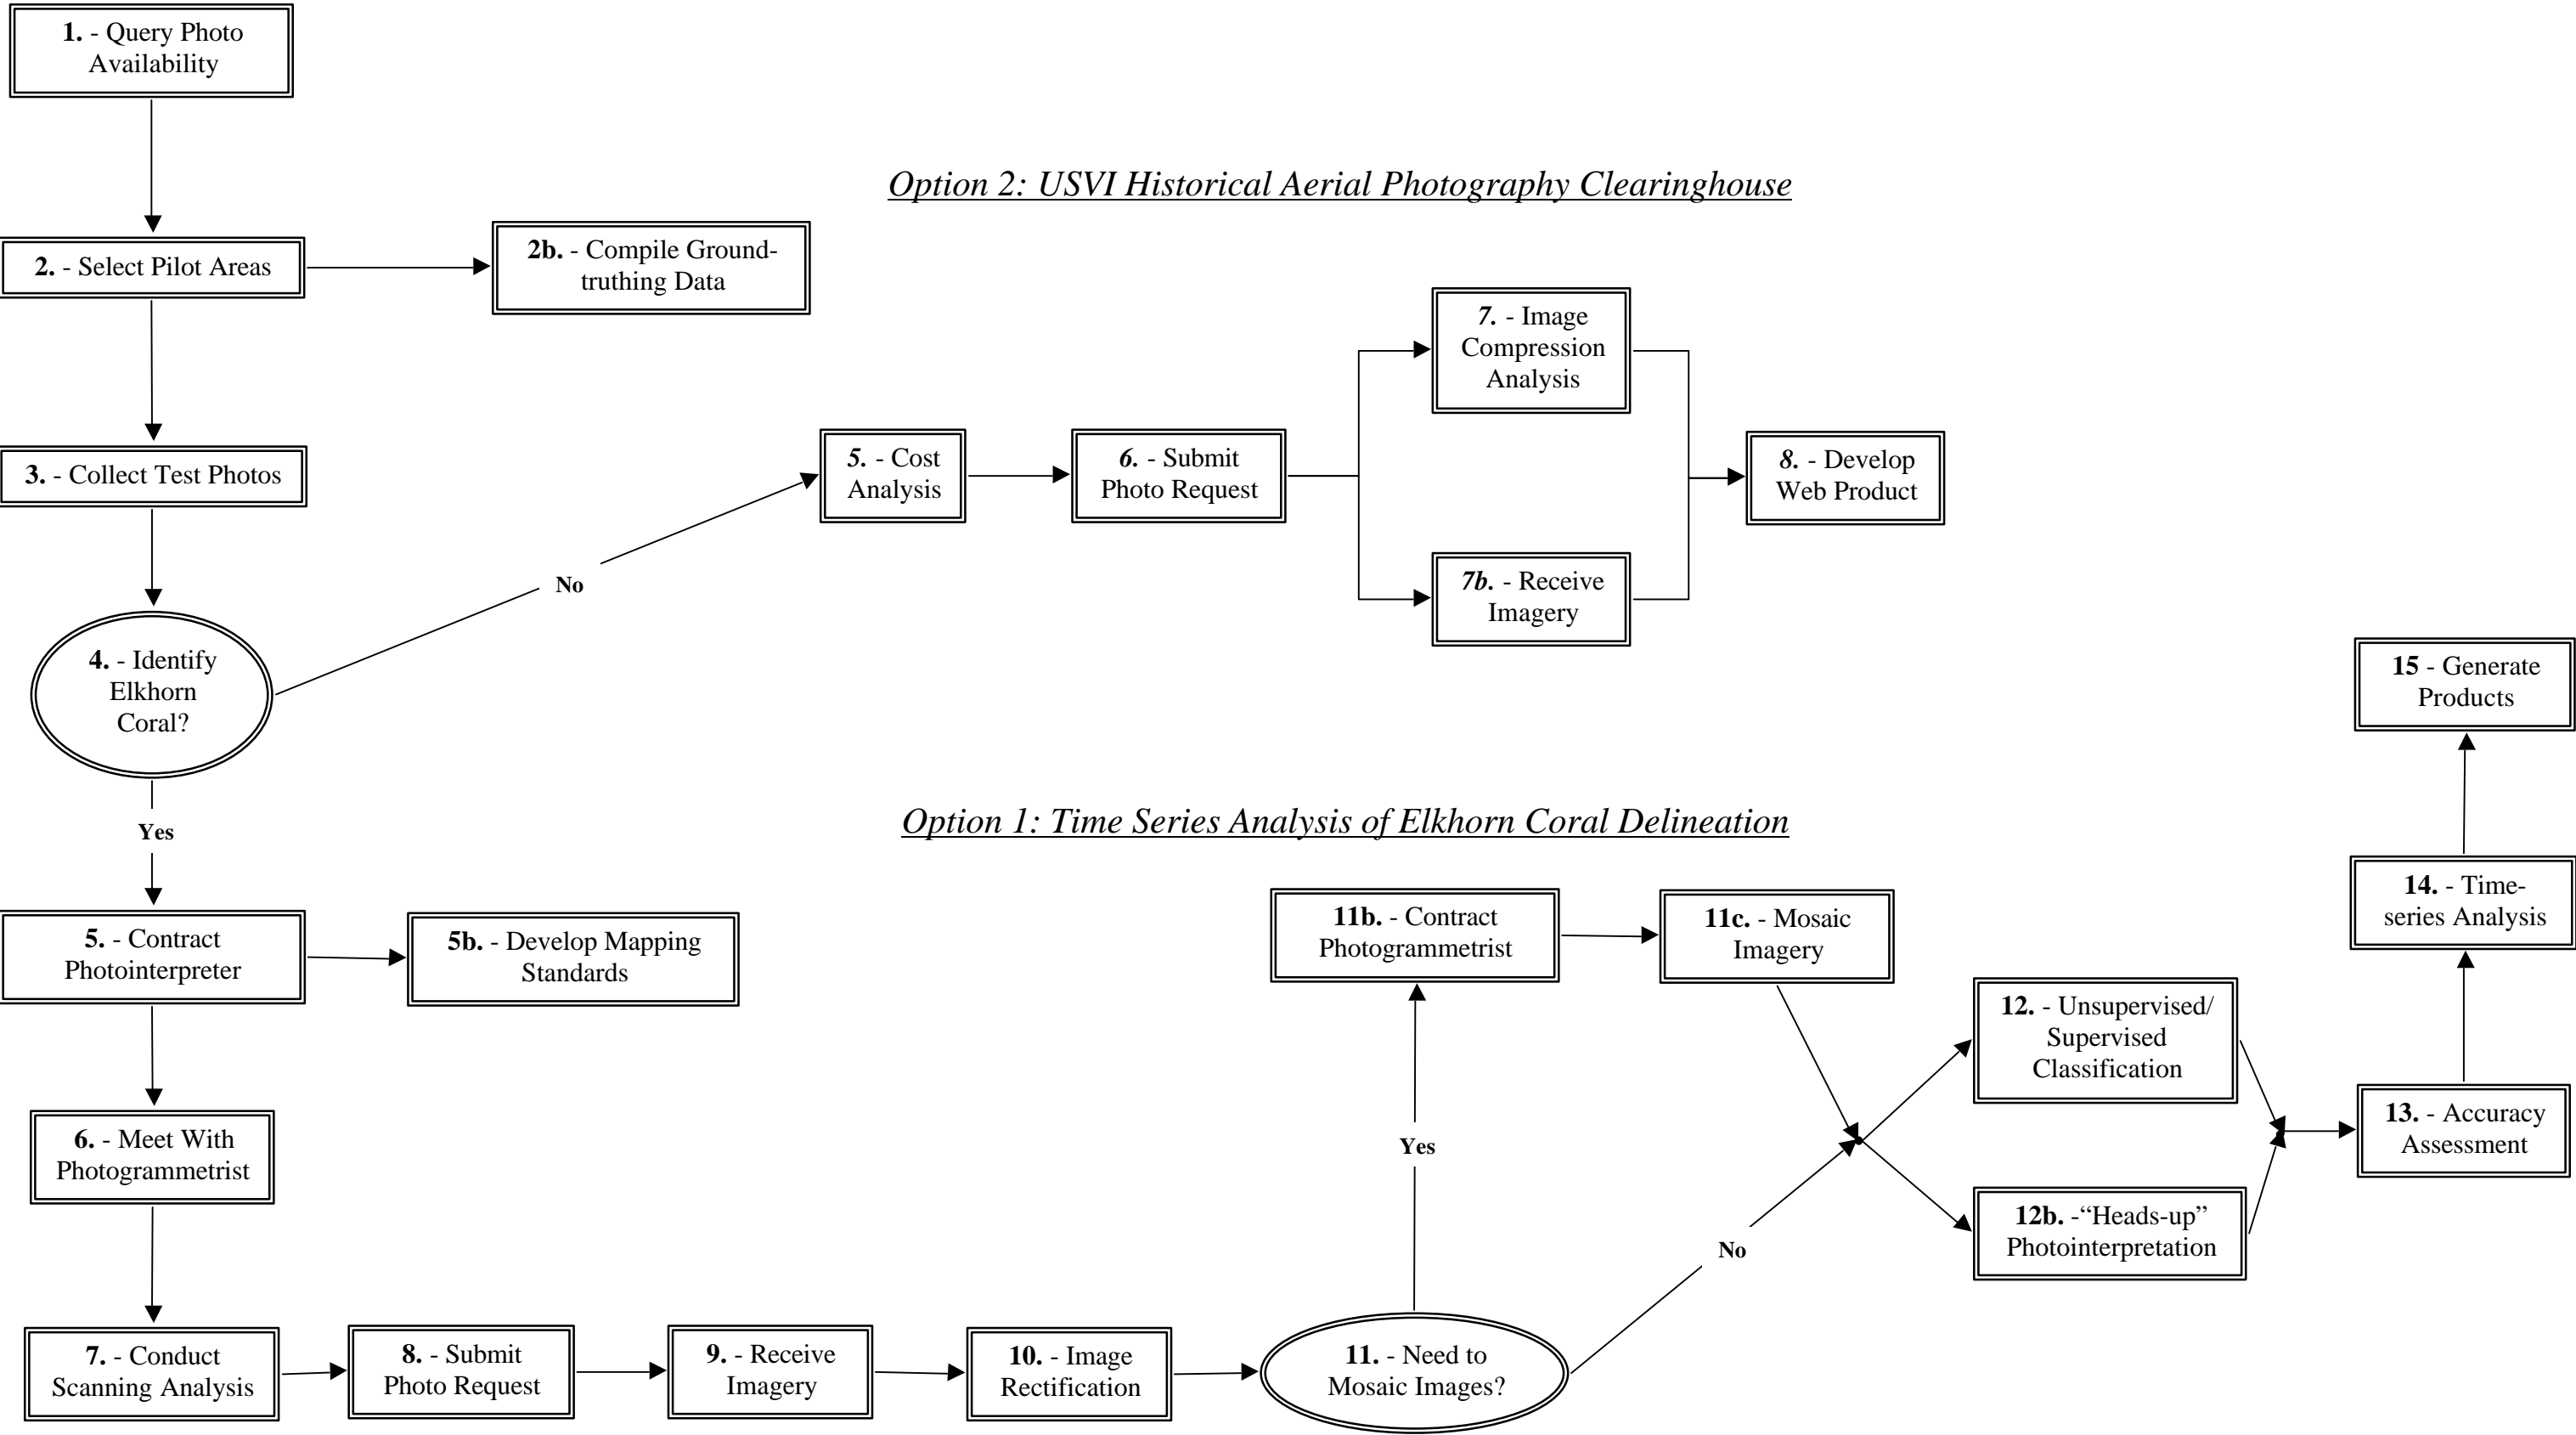 1. - Query Photo
Availability
Option 2: USVI Historical Aerial Photography Clearinghouse
2. - Select Pilot Areas
2b. - Compile Ground-
truthing Data
3. - Collect Test Photos
4. - Identify
Elkhorn
Coral?
No
5. - Cost
Analysis
6. - Submit
Photo Request
7. - Image
Compression
Analysis
7b. - Receive
Imagery
8. - Develop
Web Product
Yes
Option 1: Time Series Analysis of Elkhorn Coral Delineation
5. - Contract
Photointerpreter
5b. - Develop Mapping
Standards
6. - Meet With
Photogrammetrist
7. - Conduct
Scanning Analysis
8. - Submit
Photo Request
9. - Receive
Imagery
10. - Image
Rectification
11. - Need to
Mosaic Images?
Yes
11b. - Contract
Photogrammetrist
11c. - Mosaic
Imagery
No
12. - Unsupervised/
Supervised
Classification
12b. -“Heads-up”
Photointerpretation
13. - Accuracy
Assessment
14. - Time-
series Analysis
15 - Generate
Products